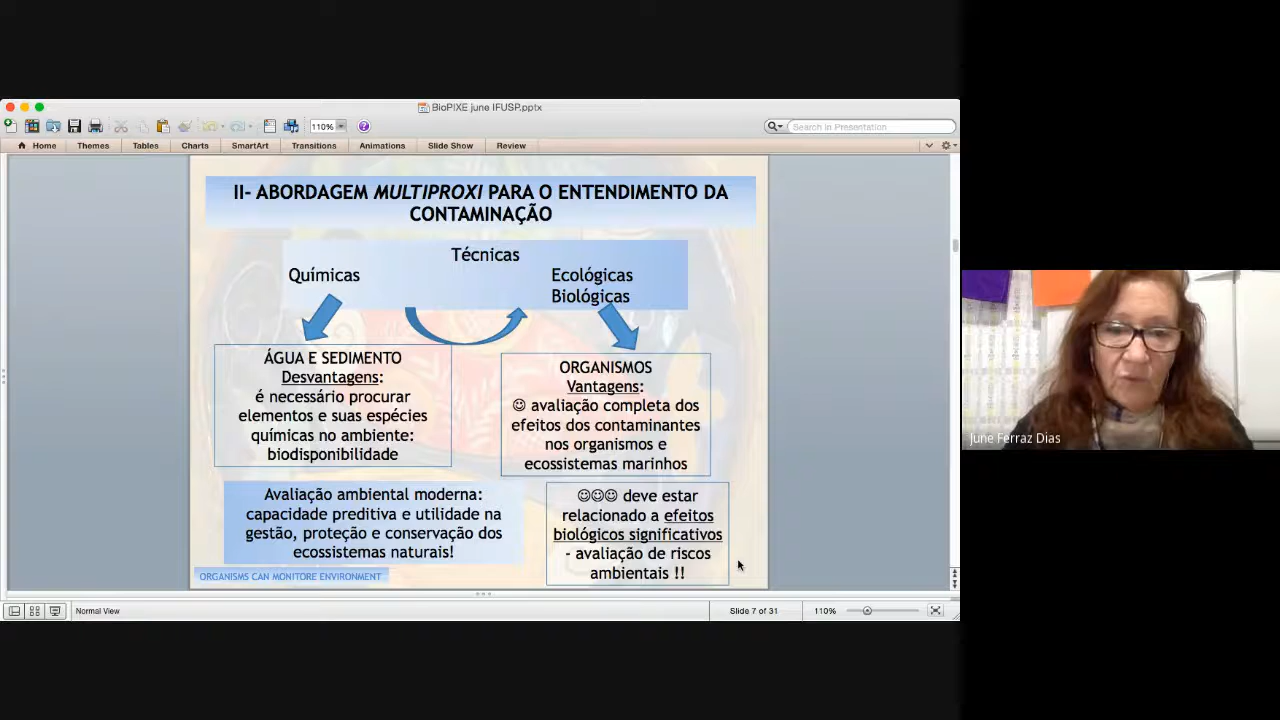 BioPIXE june IFUSP.pptx
110%
Search in Presentation
Home Themes Tables Charts SmartArt Transitions Animations Slide Show Review
II- ABORDAGEM MULTIPROXI PARA O ENTENDIMENTO DA
CONTAMINAÇÃO
Técnicas
Químicas
Ecológicas
Biológicas
ÁGUA E SEDIMENTO
Desvantagens:
é necessário procurar
elementos e suas espécies
químicas no ambiente:
biodisponibilidade
ORGANISMOS
Vantagens:
☺ avaliação completa dos
efeitos dos contaminantes
nos organismos e
ecossistemas marinhos
Avaliação ambiental moderna:
capacidade preditiva e utilidade na
gestão, proteção e conservação dos
ecossistemas naturais!
☺☺☺ deve estar
relacionado a efeitos
biológicos significativos
- avaliação de riscos
ambientais !!
ORGANISMS CAN MONITORE ENVIRONMENT
Normal View
Slide 7 of 31
110%
June Ferraz Dias